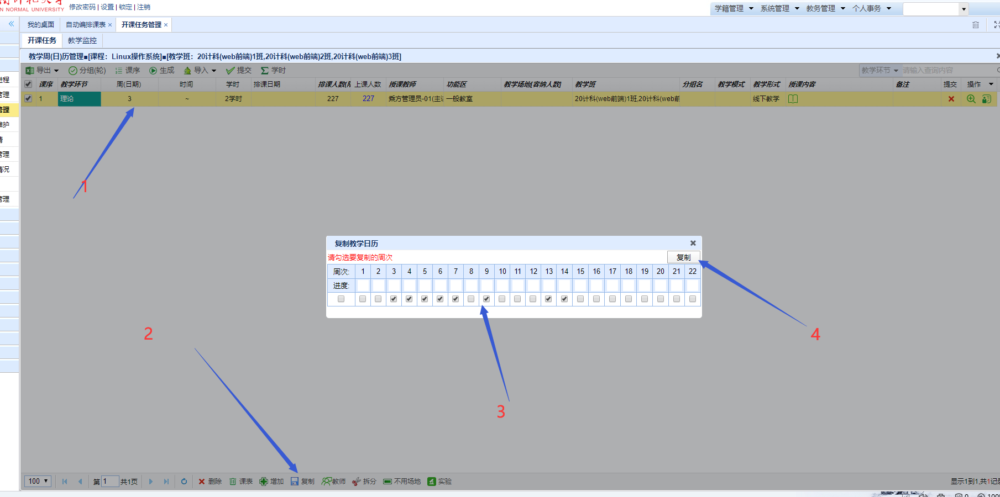 N NORMAL UNIVERSITY
修改密码 | 设置 | 锁定 | 注销
学籍管理 系统管理 教务管理 个人事务
我的桌面 自动编排课表 × 开课任务管理 ×
开课任务 教学监控
教学周(日)历管理■[课程：Linux操作系统]■[教学班：20计科(web前端)1班,20计科(web前端)2班,20计科(web前端)3班]
导出 分组(轮) 课序 生成 导入 提交 学时 教学环节 请输入查询内容
课序 教学环节 周(日期) 时间 学时 排课日期 排课人数(限 上课人数 授课教师 功能区 教学场地[容纳人数] 教学班 分组名 教学模式 教学形式 授课内容 备注 提交 操作
1 理论 3 ~ 2学时 227 227 乘方管理员-01(主讲 一般教室 20计科(web前端)1班,20计科(web前 线下教学
进程
管理
管理
维护
管理
情况
管理
1
复制教学日历
请勾选要复制的周次 复制
周次: 1 2 3 4 5 6 7 8 9 10 11 12 13 14 15 16 17 18 19 20 21 22
进度:
2
3
4
100 第 1 共1页 删除 课表 增加 复制 教师 拆分 不用场地 实验 显示1到1,共1记录
0 100